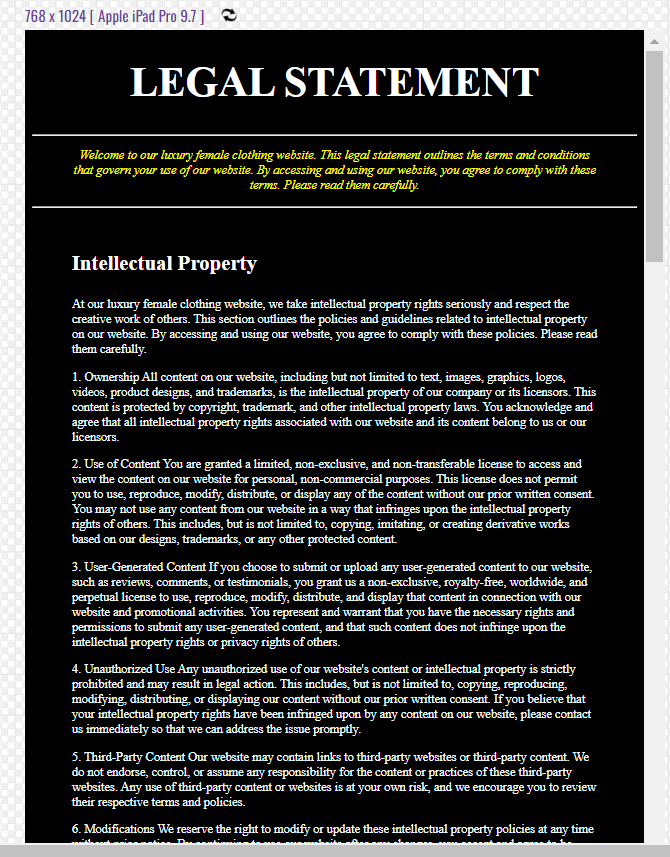 768 x 1024 [ Apple iPad Pro 9.7 ]
LEGAL STATEMENT
Welcome to our luxury female clothing website. This legal statement outlines the terms and conditions
that govern your use of our website. By accessing and using our website, you agree to comply with these
terms. Please read them carefully.
Intellectual Property
At our luxury female clothing website, we take intellectual property rights seriously and respect the
creative work of others. This section outlines the policies and guidelines related to intellectual property
on our website. By accessing and using our website, you agree to comply with these policies. Please read
them carefully.
1. Ownership All content on our website, including but not limited to text, images, graphics, logos,
videos, product designs, and trademarks, is the intellectual property of our company or its licensors. This
content is protected by copyright, trademark, and other intellectual property laws. You acknowledge and
agree that all intellectual property rights associated with our website and its content belong to us or our
licensors.
2. Use of Content You are granted a limited, non-exclusive, and non-transferable license to access and
view the content on our website for personal, non-commercial purposes. This license does not permit
you to use, reproduce, modify, distribute, or display any of the content without our prior written consent.
You may not use any content from our website in a way that infringes upon the intellectual property
rights of others. This includes, but is not limited to, copying, imitating, or creating derivative works
based on our designs, trademarks, or any other protected content.
3. User-Generated Content If you choose to submit or upload any user-generated content to our website,
such as reviews, comments, or testimonials, you grant us a non-exclusive, royalty-free, worldwide, and
perpetual license to use, reproduce, modify, distribute, and display that content in connection with our
website and promotional activities. You represent and warrant that you have the necessary rights and
permissions to submit any user-generated content, and that such content does not infringe upon the
intellectual property rights or privacy rights of others.
4. Unauthorized Use Any unauthorized use of our website's content or intellectual property is strictly
prohibited and may result in legal action. This includes, but is not limited to, copying, reproducing,
modifying, distributing, or displaying our content without our prior written consent. If you believe that
your intellectual property rights have been infringed upon by any content on our website, please contact
us immediately so that we can address the issue promptly.
5. Third-Party Content Our website may contain links to third-party websites or third-party content. We
do not endorse, control, or assume any responsibility for the content or practices of these third-party
websites. Any use of third-party content or websites is at your own risk, and we encourage you to review
their respective terms and policies.
6. Modifications We reserve the right to modify or update these intellectual property policies at any time